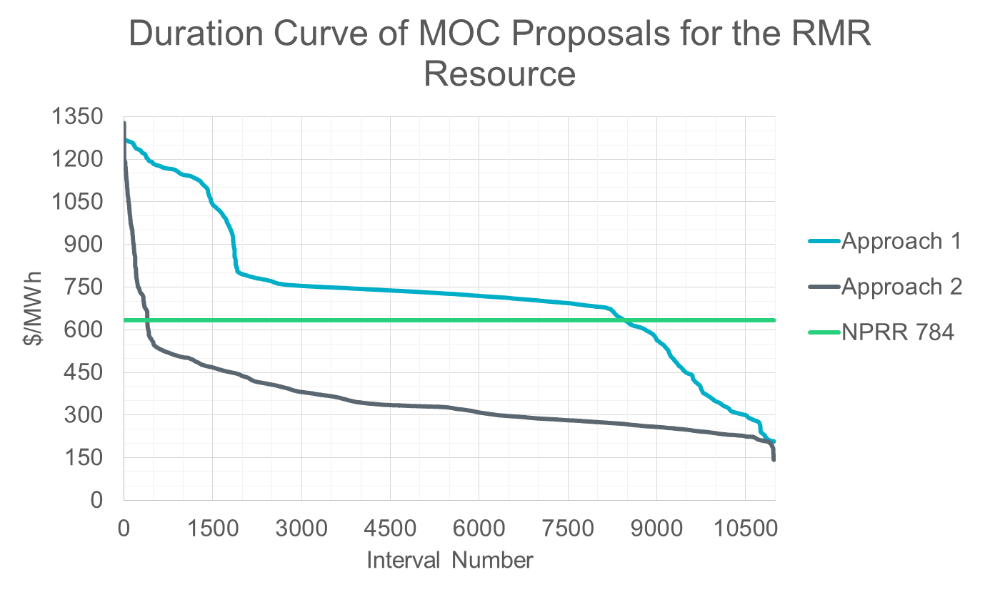 Duration Curve of MOC Proposals for the RMR
Resource
1350
1200
1050
900
750
600
450
300
150
0
$/MWh
0 1500 3000 4500 6000 7500 9000 10500
Interval Number
Approach 1
Approach 2
NPRR 784